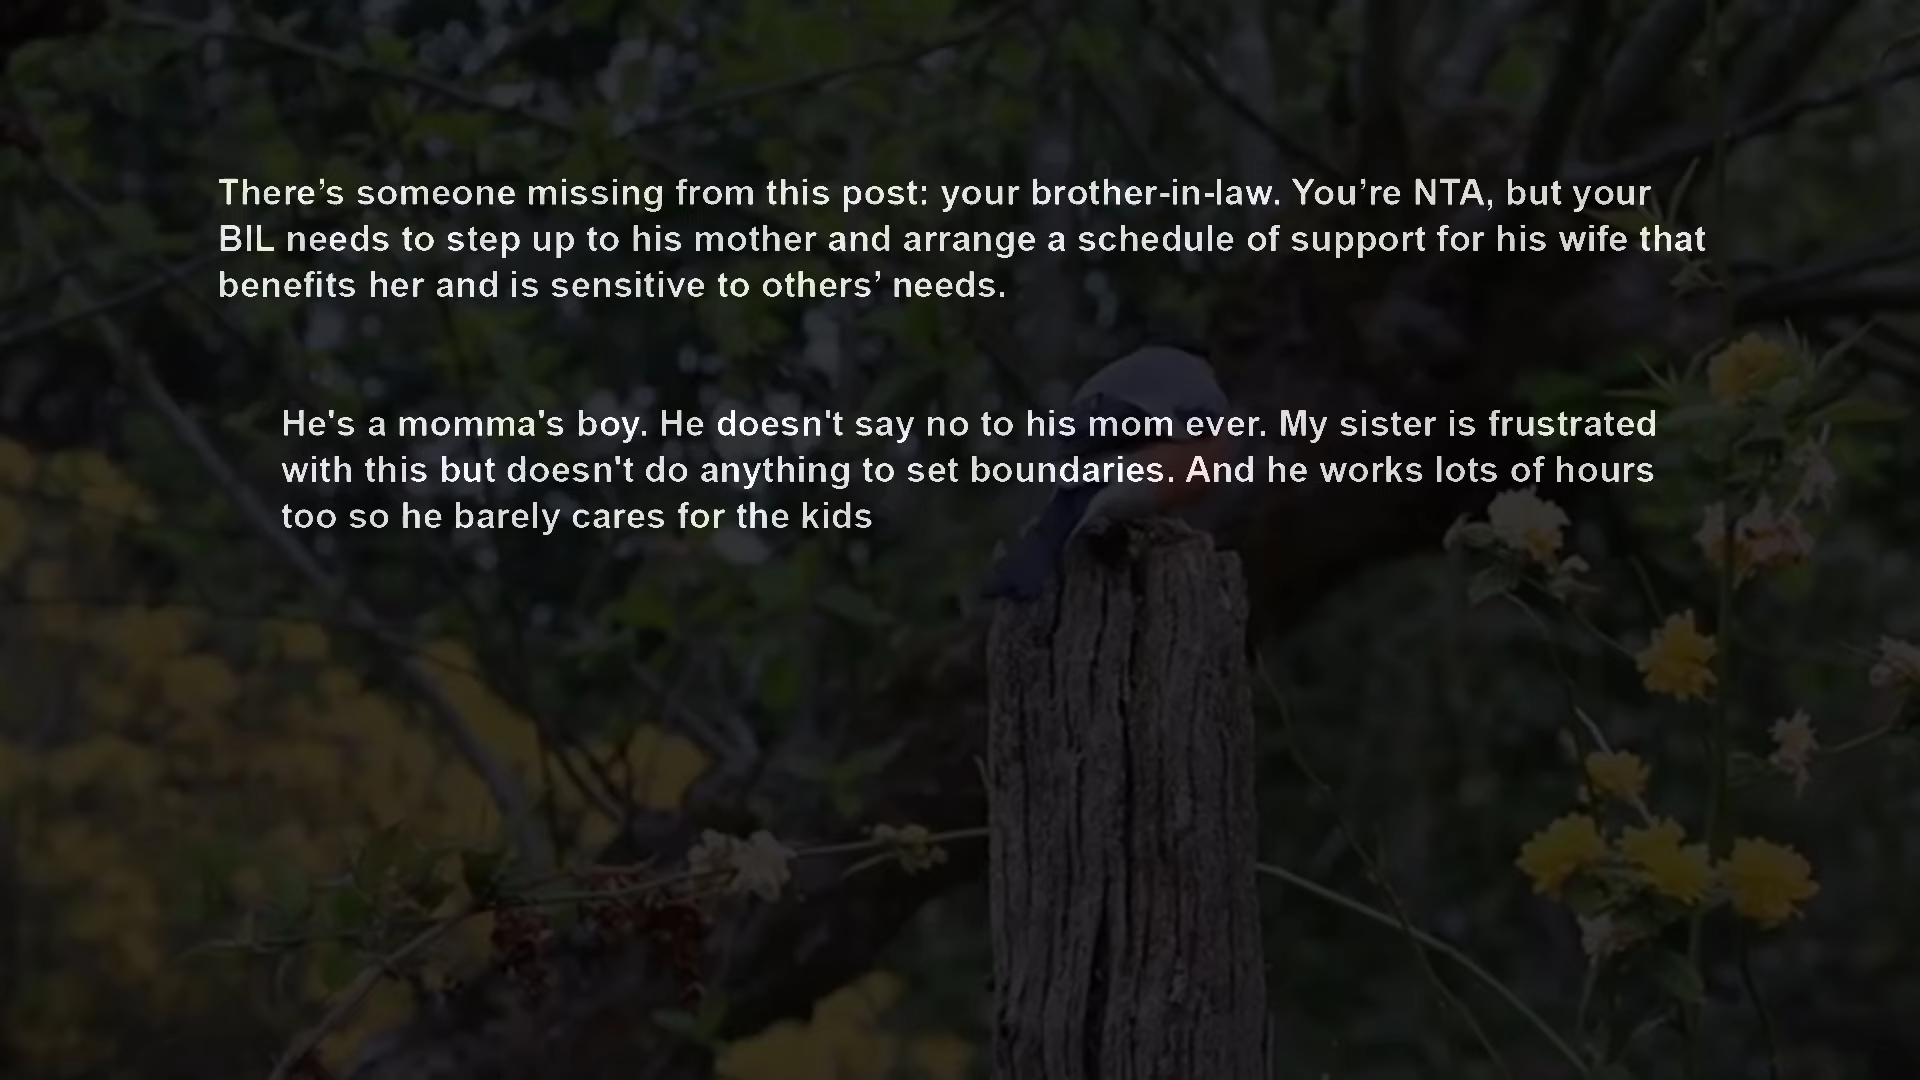 There’s someone missing from this post: your brother-in-law. You’re NTA, but your
BIL needs to step up to his mother and arrange a schedule of support for his wife that
benefits her and is sensitive to others’ needs.
He's a momma's boy. He doesn't say no to his mom ever. My sister is frustrated
with this but doesn't do anything to set boundaries. And he works lots of hours
too so he barely cares for the kids